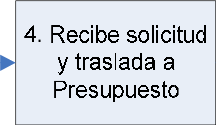 4. Recibe solicitud
y traslada a
Presupuesto